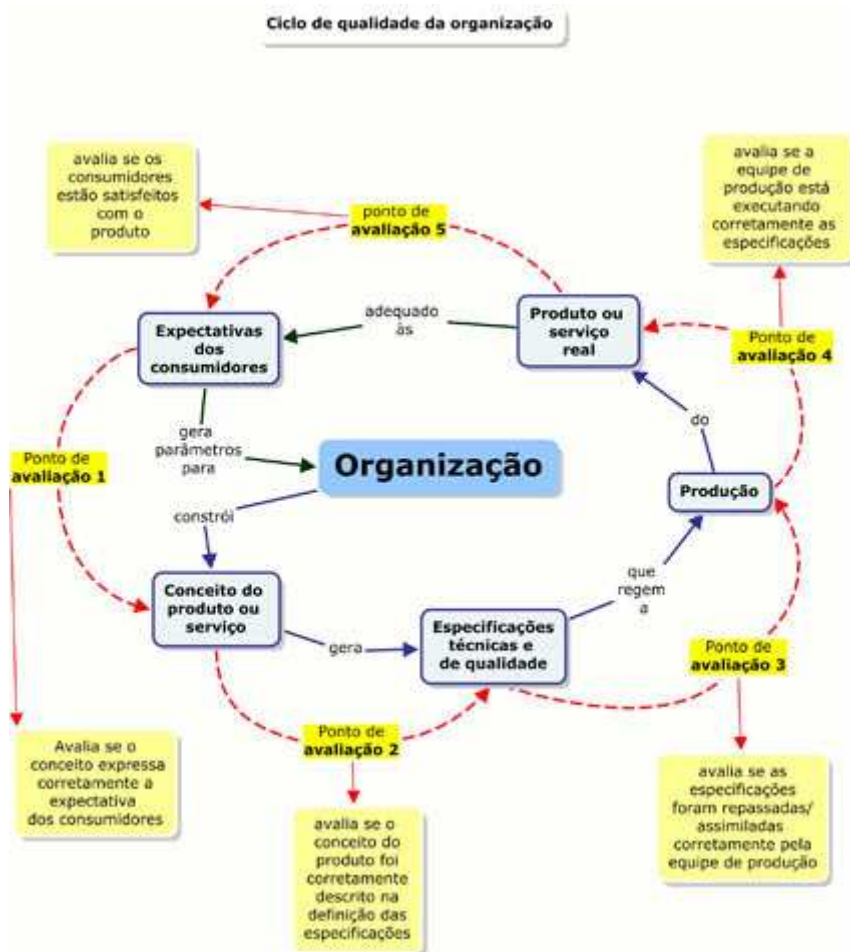 Ciclo de qualidade da organização
avalia se os
consumidores
estão satisfeitos
com o
produto
ponto de
avaliação 5
avalia se a
equipe de
produção está
executando
corretamente as
especificações
Expectativas
dos
consumidores
adequado
às
Produto ou
serviço
real
Ponto de
avaliação 4
gera
parâmetros
para
do
Ponto de
avaliação 1
Organização
Produção
constrói
Conceito do
produto ou
serviço
gera
Especificações
técnicas e
de qualidade
que
regem
a
Ponto de
avaliação 3
Ponto de
avaliação 2
Avalia se o
conceito expressa
corretamente a
expectativa
dos consumidores
avalia se o
conceito do
produto foi
corretamente
descrito na
definição das
especificações
avalia se as
especificações
foram repassadas/
assimiladas
corretamente pela
equipe de produção